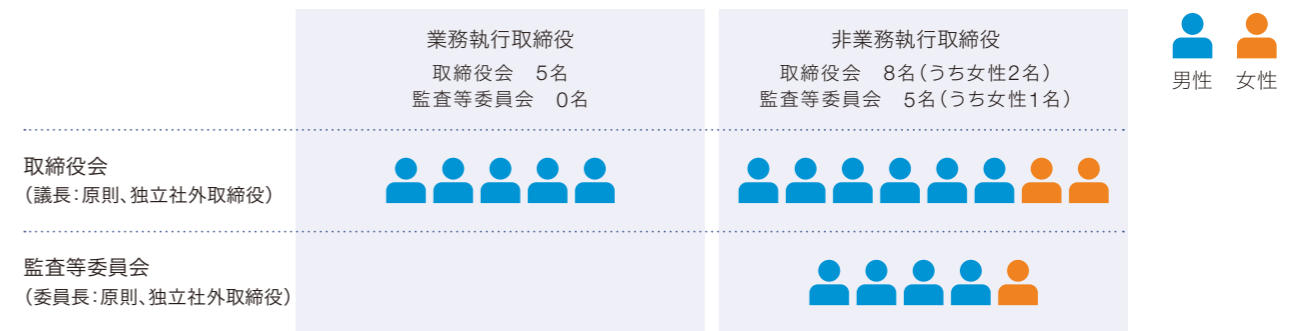 業務執行取締役
取締役会　5名
監査等委員会　0名
非業務執行取締役
取締役会　8名（うち女性2名）
監査等委員会　5名（うち女性1名）
男性
女性
取締役会
（議長：原則、独立社外取締役）
監査等委員会
（委員長：原則、独立社外取締役）